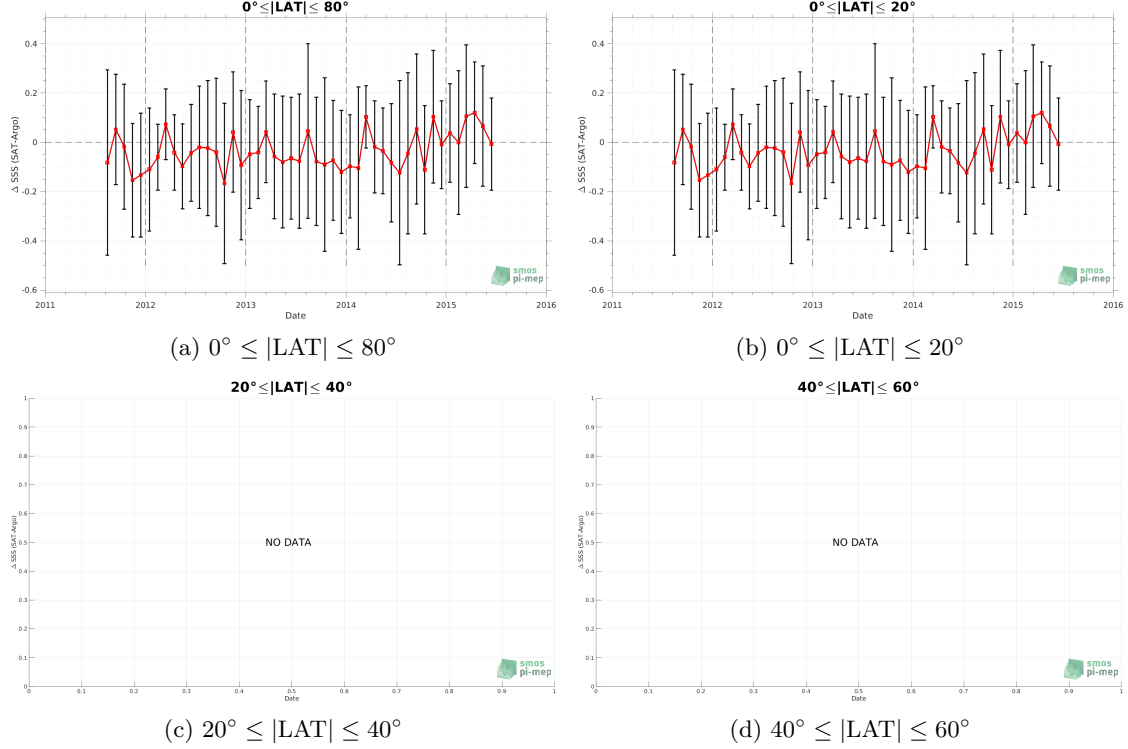 0°≤|LAT|≤ 80°
0.4
0.2
0
-0.2
-0.4
-0.6
Δ SSS (SAT-Argo)
2011 2012 2013 2014 2015 2016
Date
smos
pi-mep
(a) 0° ≤ |LAT| ≤ 80°
0°≤|LAT|≤ 20°
0.4
0.2
0
-0.2
-0.4
-0.6
Δ SSS (SAT-Argo)
2011 2012 2013 2014 2015 2016
Date
smos
pi-mep
(b) 0° ≤ |LAT| ≤ 20°
20°≤|LAT|≤ 40°
1
0.9
0.8
0.7
0.6
0.5
0.4
0.3
0.2
0.1
0
Δ SSS (SAT-Argo)
NO DATA
0 0.1 0.2 0.3 0.4 0.5 0.6 0.7 0.8 0.9 1
Date
smos
pi-mep
(c) 20° ≤ |LAT| ≤ 40°
40°≤|LAT|≤ 60°
1
0.9
0.8
0.7
0.6
0.5
0.4
0.3
0.2
0.1
0
Δ SSS (SAT-Argo)
NO DATA
0 0.1 0.2 0.3 0.4 0.5 0.6 0.7 0.8 0.9 1
Date
smos
pi-mep
(d) 40° ≤ |LAT| ≤ 60°